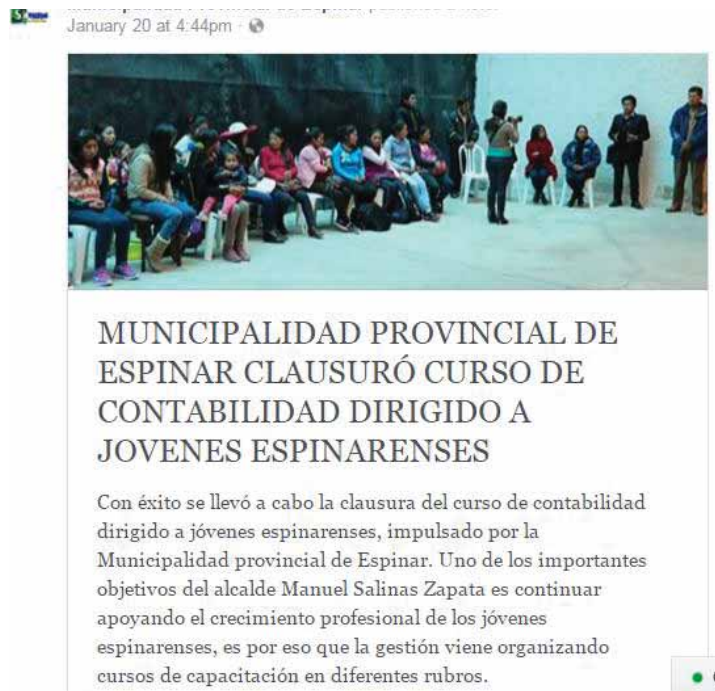 January 20 at 4:44pm ·
MUNICIPALIDAD PROVINCIAL DE
ESPINAR CLAUSURÓ CURSO DE
CONTABILIDAD DIRIGIDO A
JOVENES ESPINARENSES
Con éxito se llevó a cabo la clausura del curso de contabilidad
dirigido a jóvenes espinarenses, impulsado por la
Municipalidad provincial de Espinar. Uno de los importantes
objetivos del alcalde Manuel Salinas Zapata es continuar
apoyando el crecimiento profesional de los jóvenes
espinarenses, es por eso que la gestión viene organizando
cursos de capacitación en diferentes rubros.